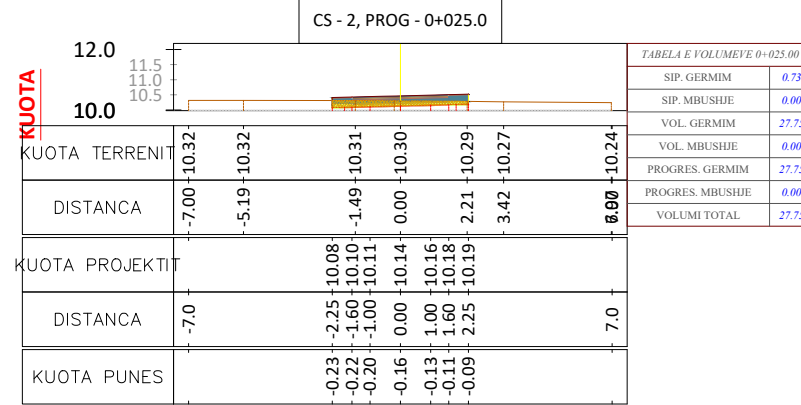 CS - 2, PROG - 0+025.0
KUOTA
12.0
11.5
11.0
10.5
10.0
TABELA E VOLUMEVE 0+025.00
SIP. GERMIM 0.73
SIP. MBUSHJE 0.00
VOL. GERMIM
VOL. MBUSHJE 0.00
PROGRES. GERMIM
PROGRES. MBUSHJE 0.00
VOLUMI TOTAL
KUOTA TERRENIT 10.32 10.32 10.31 10.30 10.29 10.27 10.24
DISTANCA -7.00 -5.19 -1.49 0.00 2.21 3.42
KUOTA PROJEKTIT 10.08 10.10 10.11 10.14 10.16 10.18 10.19
DISTANCA -7.0 -2.25 -1.60 -1.00 0.00 1.00 1.60 2.25 7.0
KUOTA PUNES -0.23 -0.22 -0.20 -0.16 -0.13 -0.11 -0.09